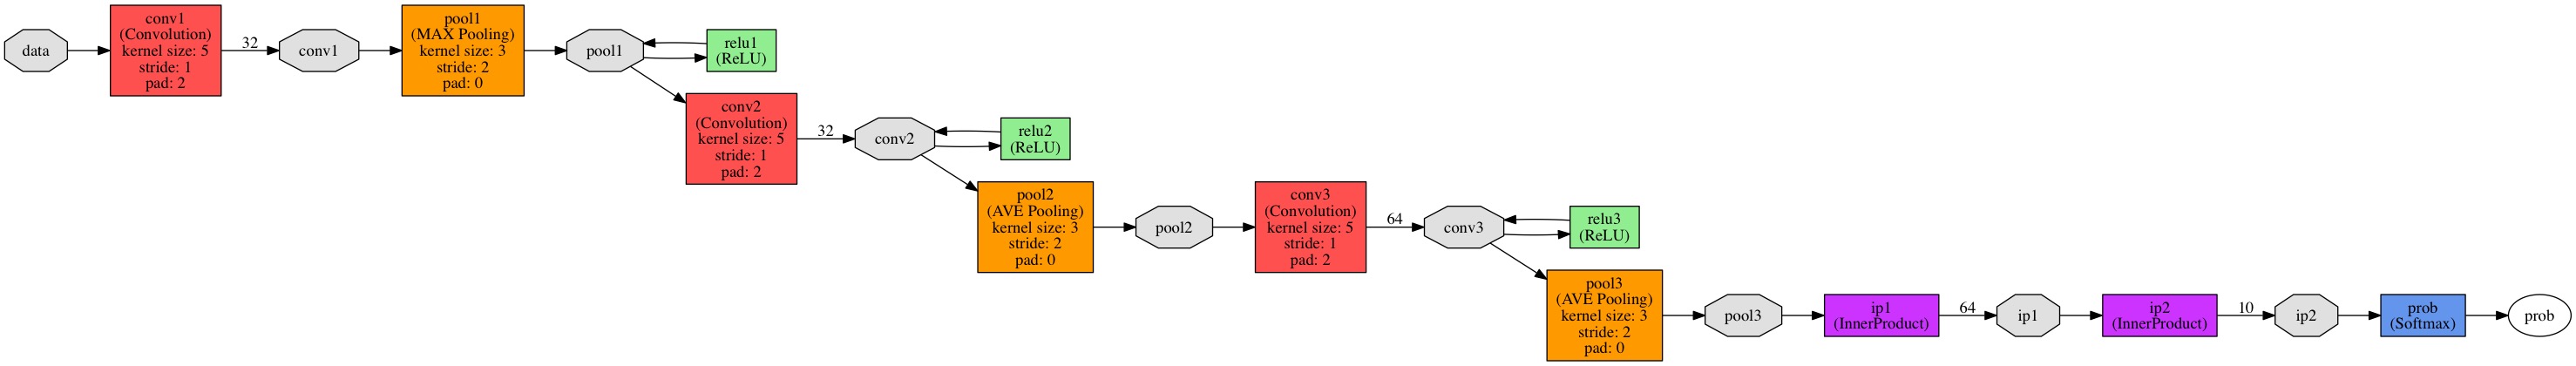 data
conv1
(Convolution)
kernel size: 5
stride: 1
pad: 2
32
conv1
pool1
(MAX Pooling)
kernel size: 3
stride: 2
pad: 0
pool1
relu1
(ReLU)
conv2
(Convolution)
kernel size: 5
stride: 1
pad: 2
32
conv2
relu2
(ReLU)
pool2
(AVE Pooling)
kernel size: 3
stride: 2
pad: 0
pool2
conv3
(Convolution)
kernel size: 5
stride: 1
pad: 2
64
conv3
relu3
(ReLU)
pool3
(AVE Pooling)
kernel size: 3
stride: 2
pad: 0
pool3
ip1
(InnerProduct)
64
ip1
ip2
(InnerProduct)
10
ip2
prob
(Softmax)
prob